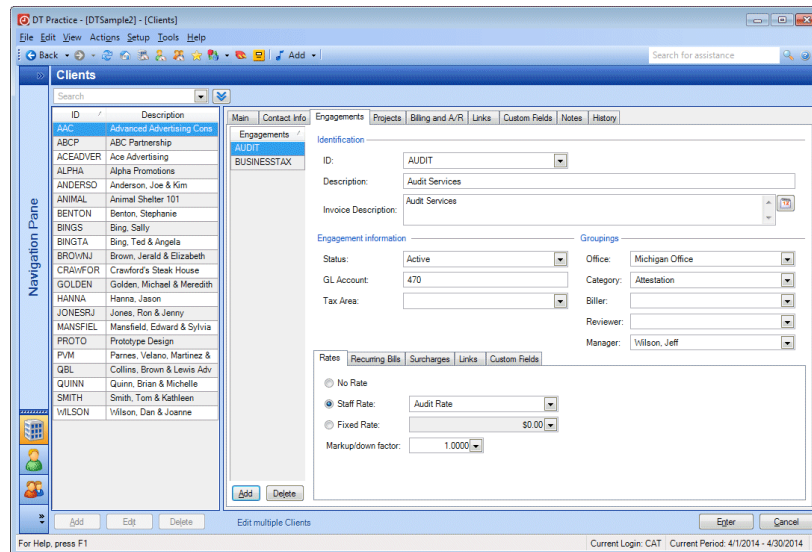 DT Practice - [DTSample2] - [Clients]
File Edit View Actions Setup Tools Help
Back Add Search for assistance
Clients
Search
ID Description
AAC Advanced Advertising Cons
ABCP ABC Partnership
ACEADVER Ace Advertising
ALPHA Alpha Promotions
ANDERSO Anderson, Joe & Kim
ANIMAL Animal Shelter 101
BENTON Benton, Stephanie
BINGS Bing, Sally
BINGTA Bing, Ted & Angela
BROWNJ Brown, Jerald & Elizabeth
CRAWFOR Crawford's Steak House
GOLDEN Golden, Michael & Meredith
HANNA Hanna, Jason
JONESRJ Jones, Ron & Jenny
MANSFIEL Mansfield, Edward & Sylvia
PROTO Prototype Design
PVM Parnes, Velano, Martinez &
QBL Collins, Brown & Lewis Adv
QUINN Quinn, Brian & Michelle
SMITH Smith, Tom & Kathleen
WILSON Wilson, Dan & Joanne
Navigation Pane
Add Edit Delete
Main Contact Info Engagements Projects Billing and A/R Links Custom Fields Notes History
Engagements
AUDIT
BUSINESSTAX
Add Delete
Identification
ID: AUDIT
Description: Audit Services
Invoice Description: Audit Services
Engagement information
Status: Active
GL Account: 470
Tax Area:
Groupings
Office: Michigan Office
Category: Attestation
Biller:
Reviewer:
Manager: Wilson, Jeff
Rates Recurring Bills Surcharges Links Custom Fields
No Rate
Staff Rate: Audit Rate
Fixed Rate: $0.00
Markup/down factor: 1.0000
Edit multiple Clients
Enter Cancel
For Help, press F1
Current Login: CAT Current Period: 4/1/2014 - 4/30/2014